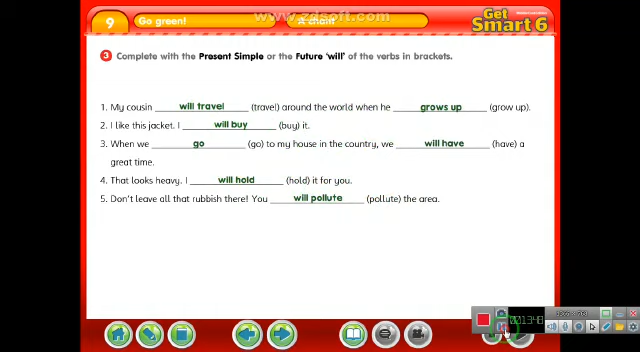 www.zdsoft.com
9 Go green! A chant
Get Smart 6
3 Complete with the Present Simple or the Future 'will' of the verbs in brackets.
1. My cousin will travel (travel) around the world when he grows up (grow up).
2. I like this jacket. I will buy (buy) it.
3. When we go (go) to my house in the country, we will have (have) a
great time.
4. That looks heavy. I will hold (hold) it for you.
5. Don't leave all that rubbish there! You will pollute (pollute) the area.